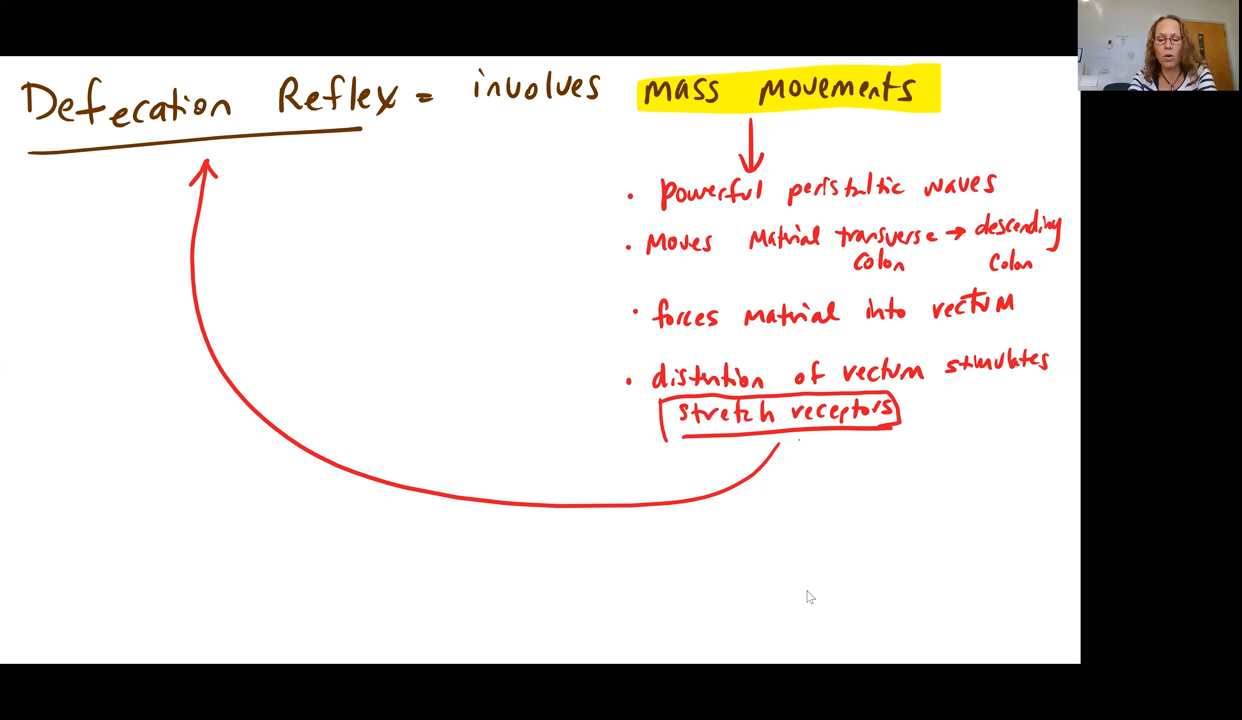 Defecation Reflex = involves mass movements
• powerful peristaltic waves
• moves material transverse → descending
colon colon
• forces material into rectum
• distention of rectum stimulates
stretch receptors